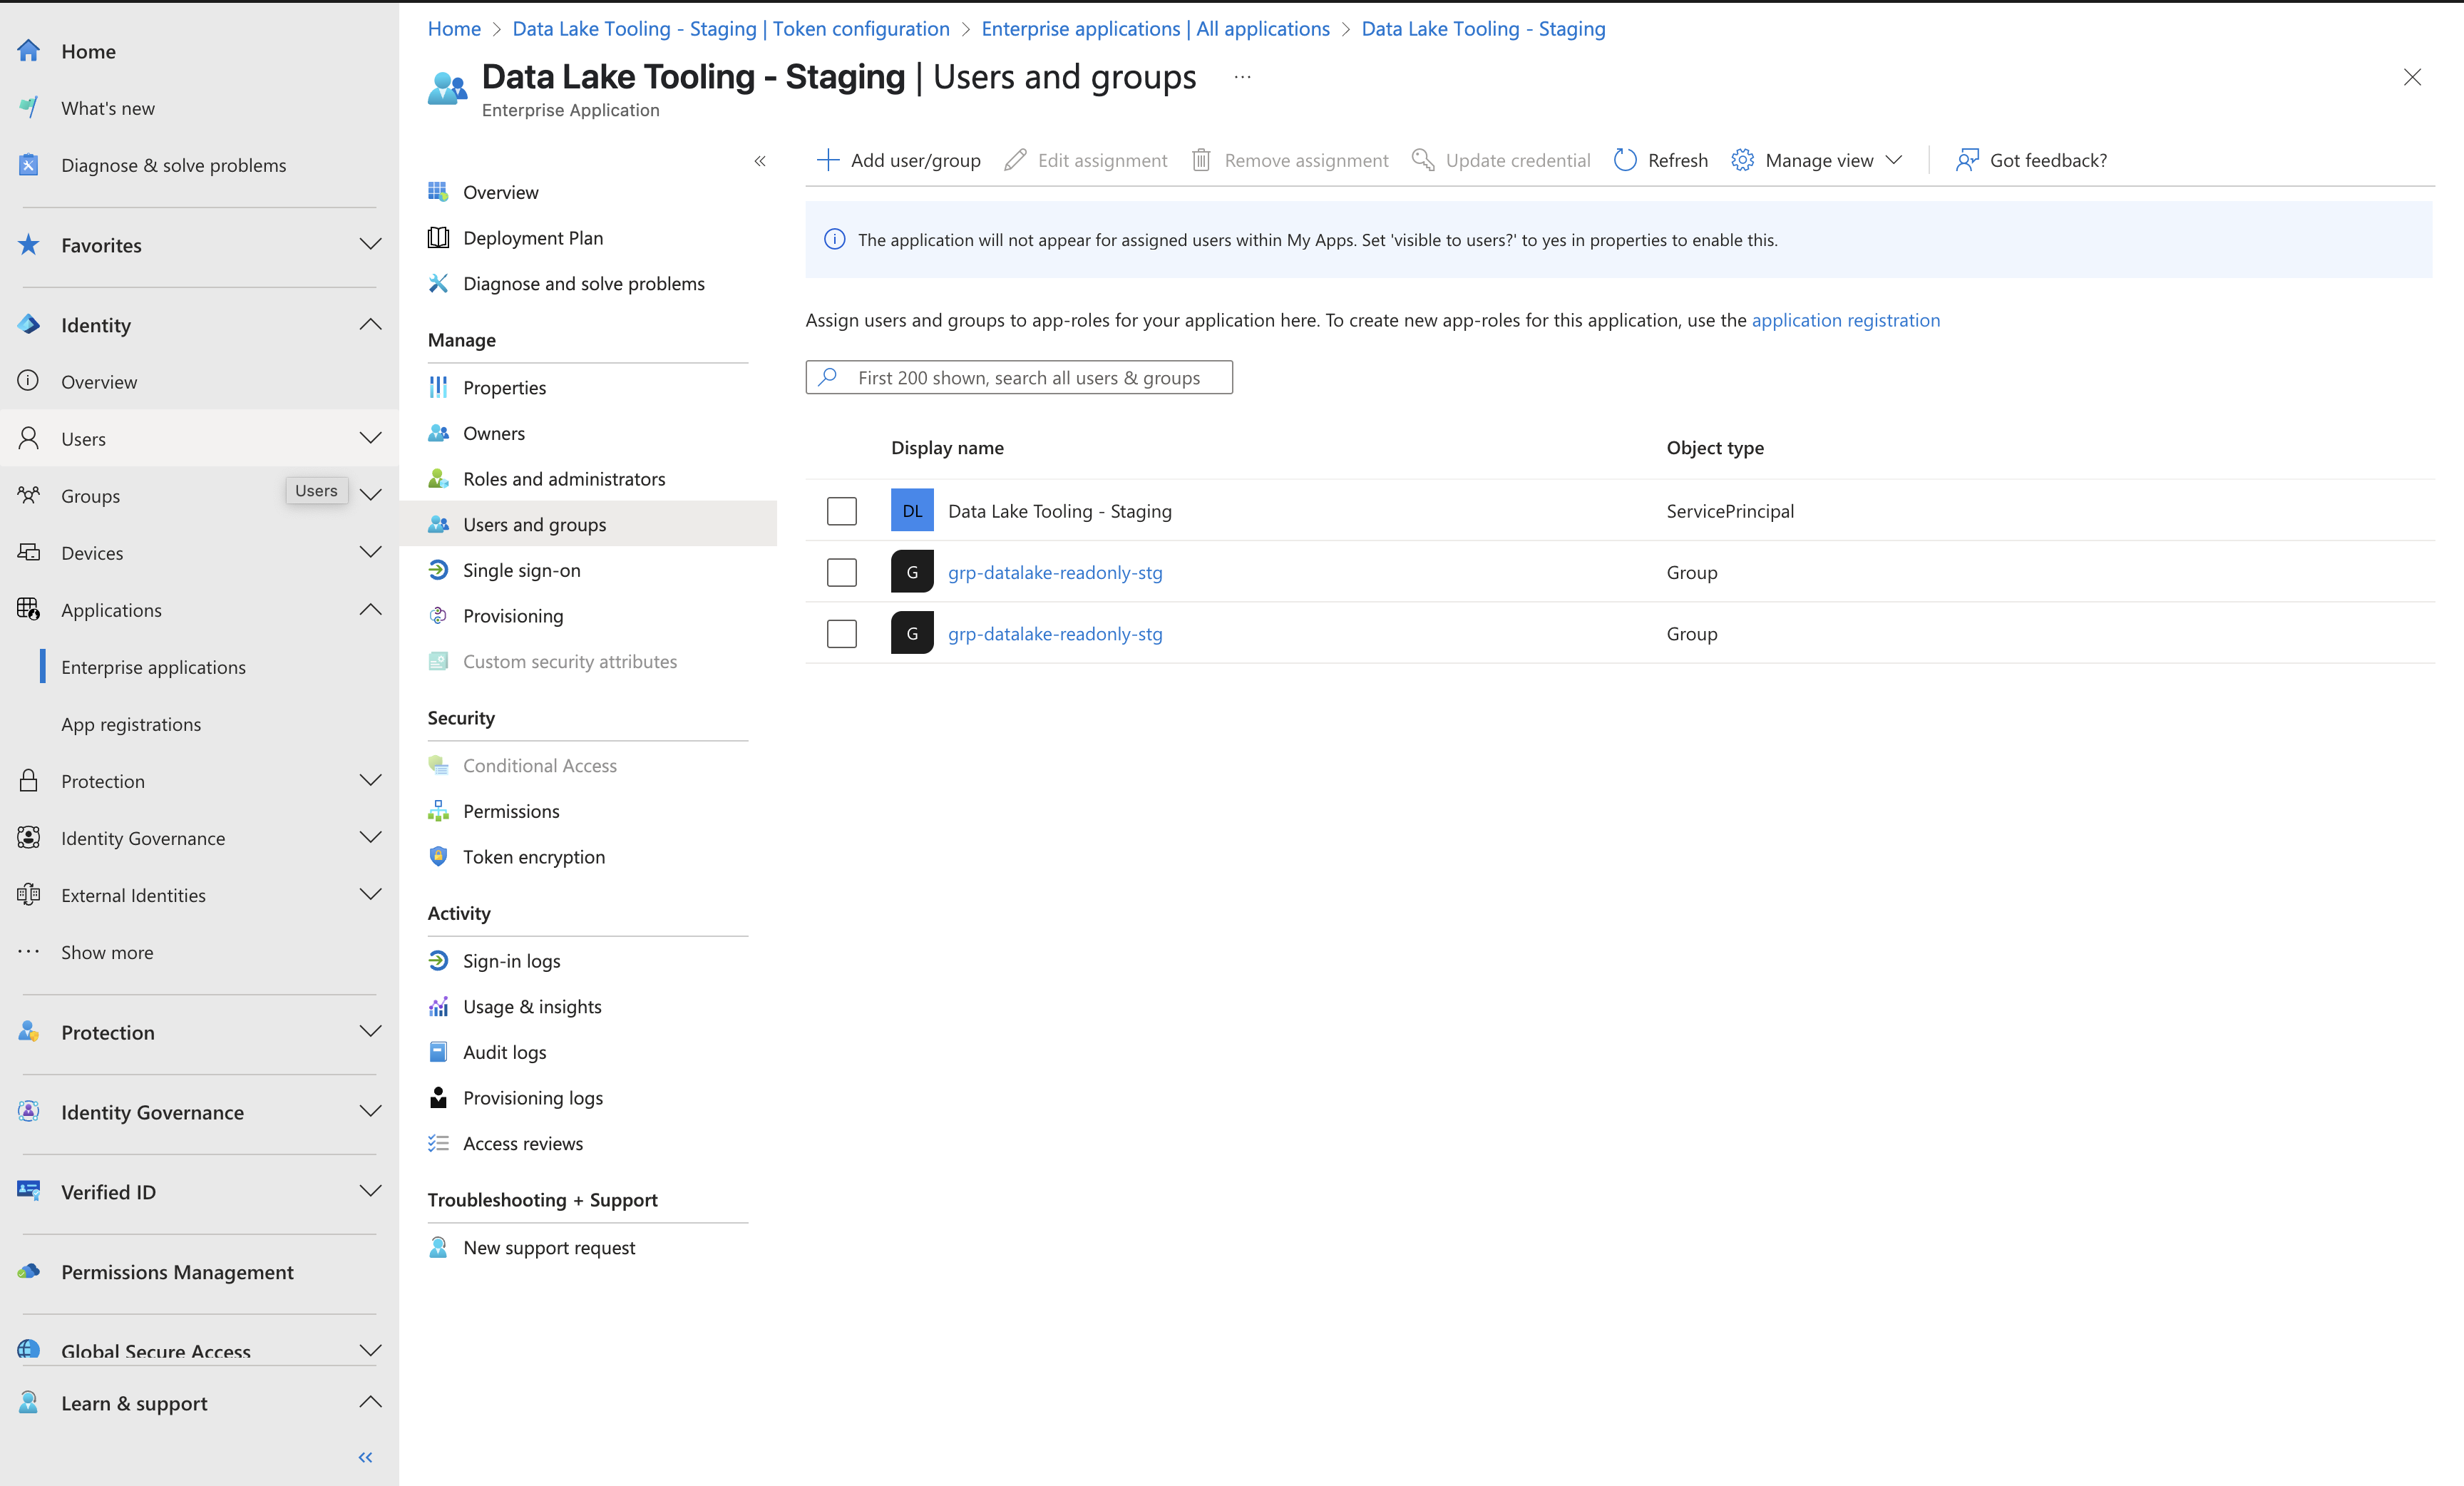 Home
What's new
Diagnose & solve problems
Favorites
Identity
Overview
Users
Groups
Users
Devices
Applications
Enterprise applications
App registrations
Protection
Identity Governance
External Identities
Show more
Protection
Identity Governance
Verified ID
Permissions Management
Global Secure Access
Learn & support
Home > Data Lake Tooling - Staging | Token configuration > Enterprise applications | All applications > Data Lake Tooling - Staging
Data Lake Tooling - Staging | Users and groups ...
Enterprise Application
Overview
Deployment Plan
Diagnose and solve problems
Manage
Properties
Owners
Roles and administrators
Users and groups
Single sign-on
Provisioning
Custom security attributes
Security
Conditional Access
Permissions
Token encryption
Activity
Sign-in logs
Usage & insights
Audit logs
Provisioning logs
Access reviews
Troubleshooting + Support
New support request
Add user/group Edit assignment Remove assignment Update credential Refresh Manage view Got feedback?
The application will not appear for assigned users within My Apps. Set 'visible to users?' to yes in properties to enable this.
Assign users and groups to app-roles for your application here. To create new app-roles for this application, use the application registration
First 200 shown, search all users & groups
Display name Object type
DL Data Lake Tooling - Staging ServicePrincipal
G grp-datalake-readonly-stg Group
G grp-datalake-readonly-stg Group